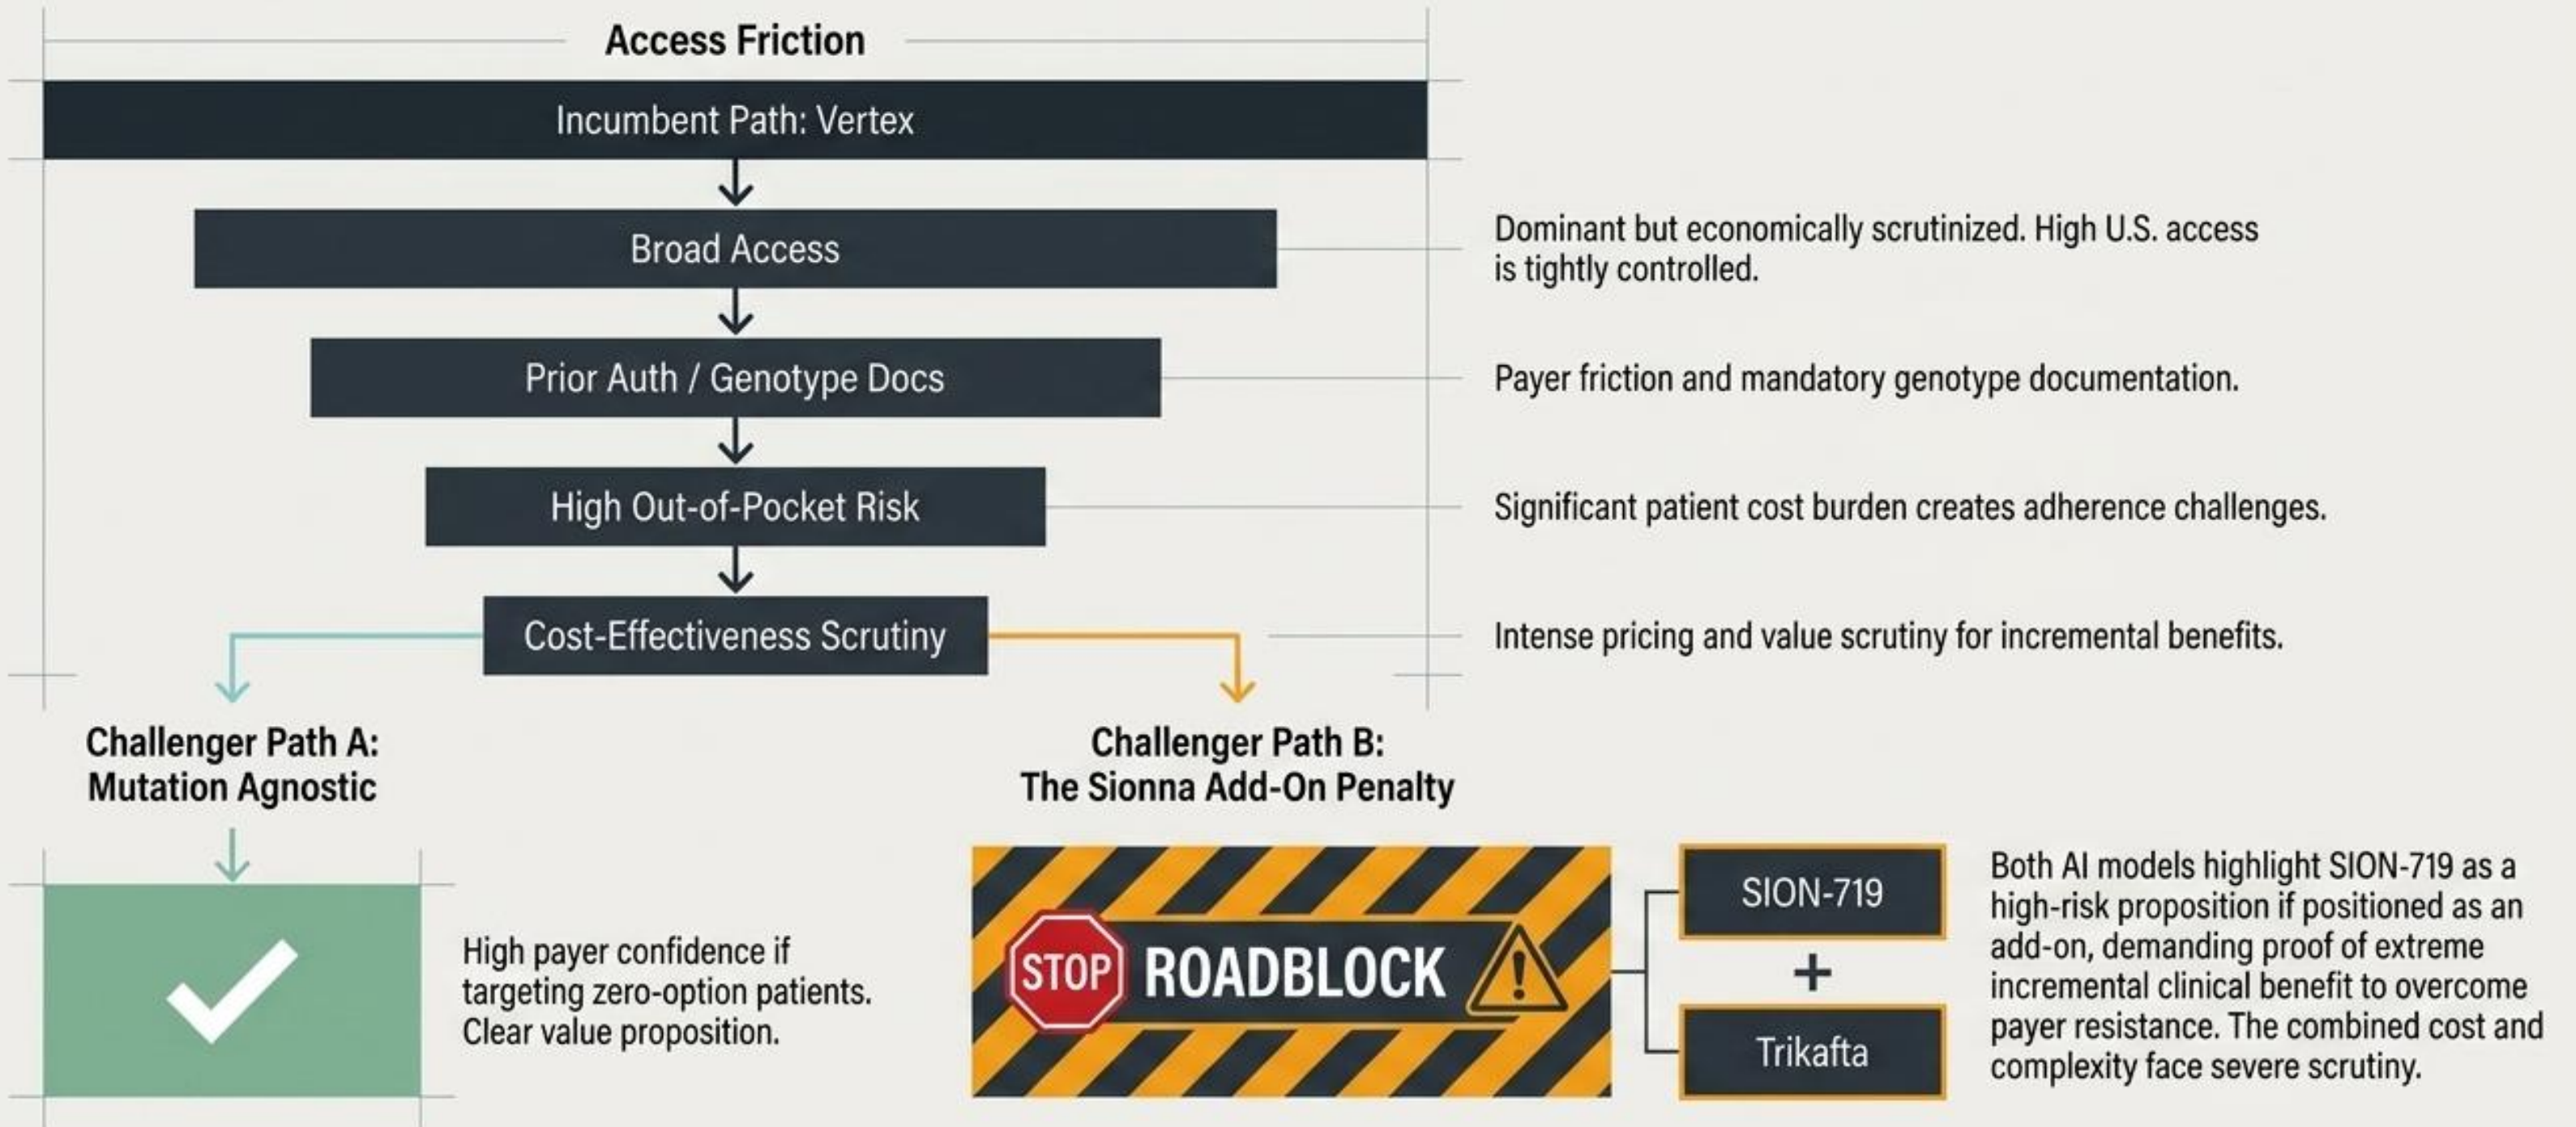 Access Friction
Incumbent Path: Vertex
Broad Access
Dominant but economically scrutinized. High U.S. access
is tightly controlled.
Prior Auth / Genotype Docs
Payer friction and mandatory genotype documentation.
High Out-of-Pocket Risk
Significant patient cost burden creates adherence challenges.
Cost-Effectiveness Scrutiny
Intense pricing and value scrutiny for incremental benefits.
Challenger Path A:
Mutation Agnostic
High payer confidence if
targeting zero-option patients.
Clear value proposition.
Challenger Path B:
The Sionna Add-On Penalty
STOP ROADBLOCK !
SION-719
+
Trikafta
Both AI models highlight SION-719 as a
high-risk proposition if positioned as an
add-on, demanding proof of extreme
incremental clinical benefit to overcome
payer resistance. The combined cost and
complexity face severe scrutiny.